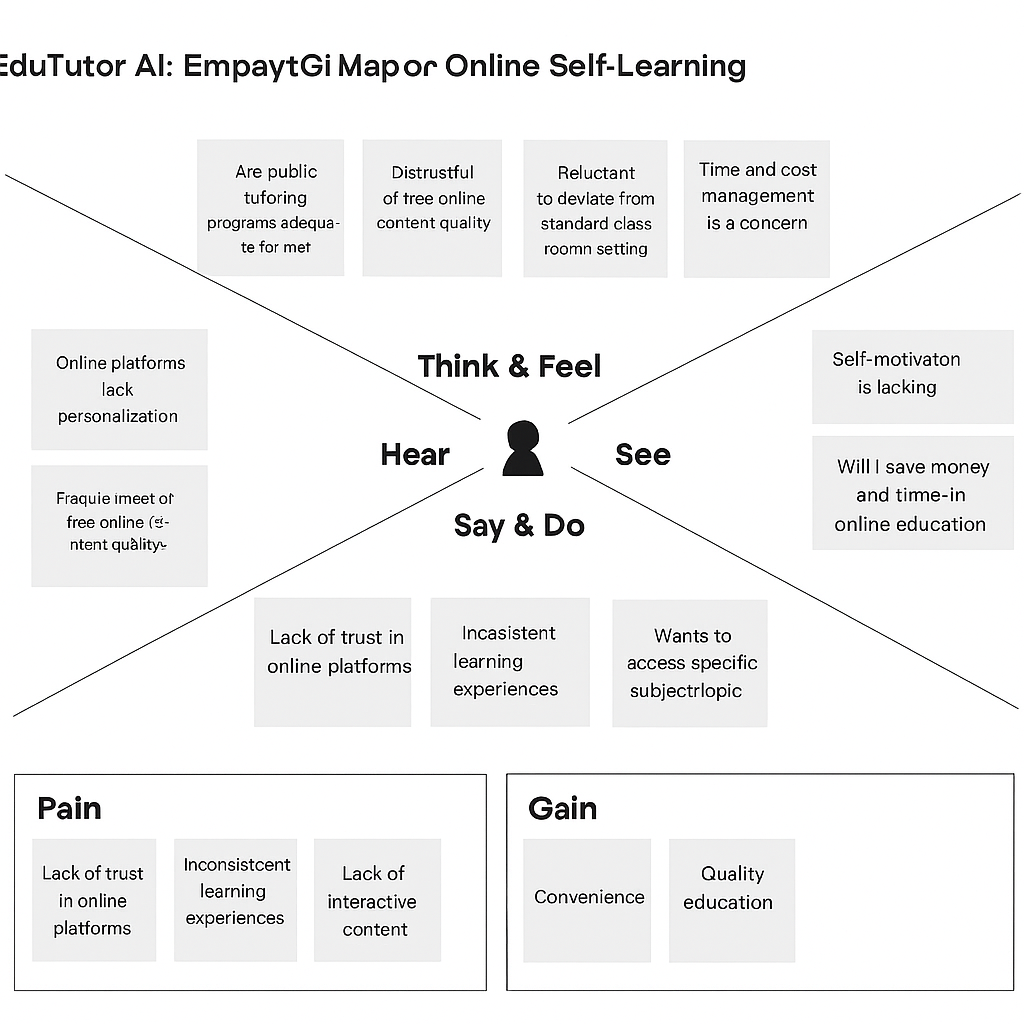 EduTutor AI: EmpaytGi Map or Online Self-Learning
Are public
tuforing
programs adequa-
te for met
Distrustful
of tree online
content quality
Reluctant
to devlate from
standard class
roomn setting
Time and cost
management
is a concern
Think & Feel
Online platforms
lack
personalization
Fraquie imeet of
free online
ntent quality
Hear
See
Self-motivaton
is lacking
Will I save money
and time-in
online education
Say & Do
Lack of trust in
online platforms
Incasistent
learning
experiences
Wants to
access specific
subjectrlopic
Pain
Lack of trust
in online
platforms
Inconsistcent
learning
experiences
Lack of
interactive
content
Gain
Convenience
Quality
education